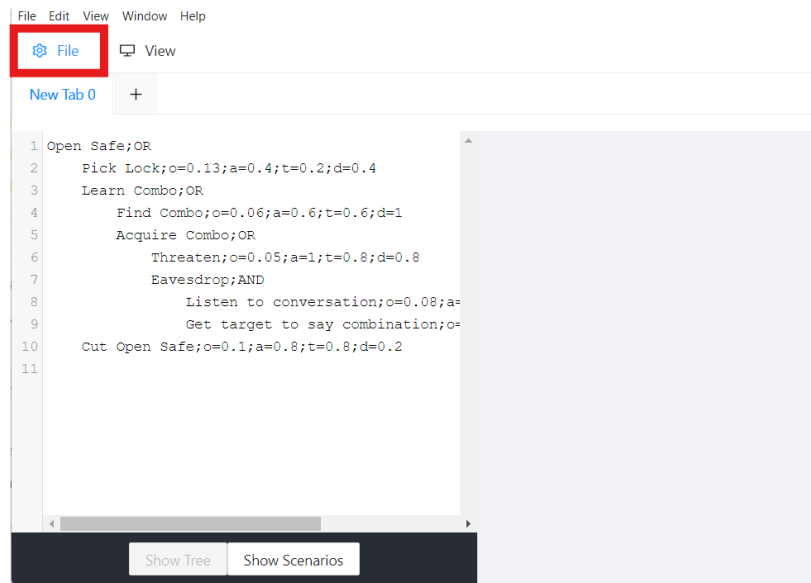 File Edit View Window Help
File View
New Tab 0 +
1 Open Safe;OR
2 Pick Lock;o=0.13;a=0.4;t=0.2;d=0.4
3 Learn Combo;OR
4 Find Combo;o=0.06;a=0.6;t=0.6;d=1
5 Acquire Combo;OR
6 Threaten;o=0.05;a=1;t=0.8;d=0.8
7 Eavesdrop;AND
8 Listen to conversation;o=0.08;a=
9 Get target to say combination;o=
10 Cut Open Safe;o=0.1;a=0.8;t=0.8;d=0.2
11
Show Tree Show Scenarios